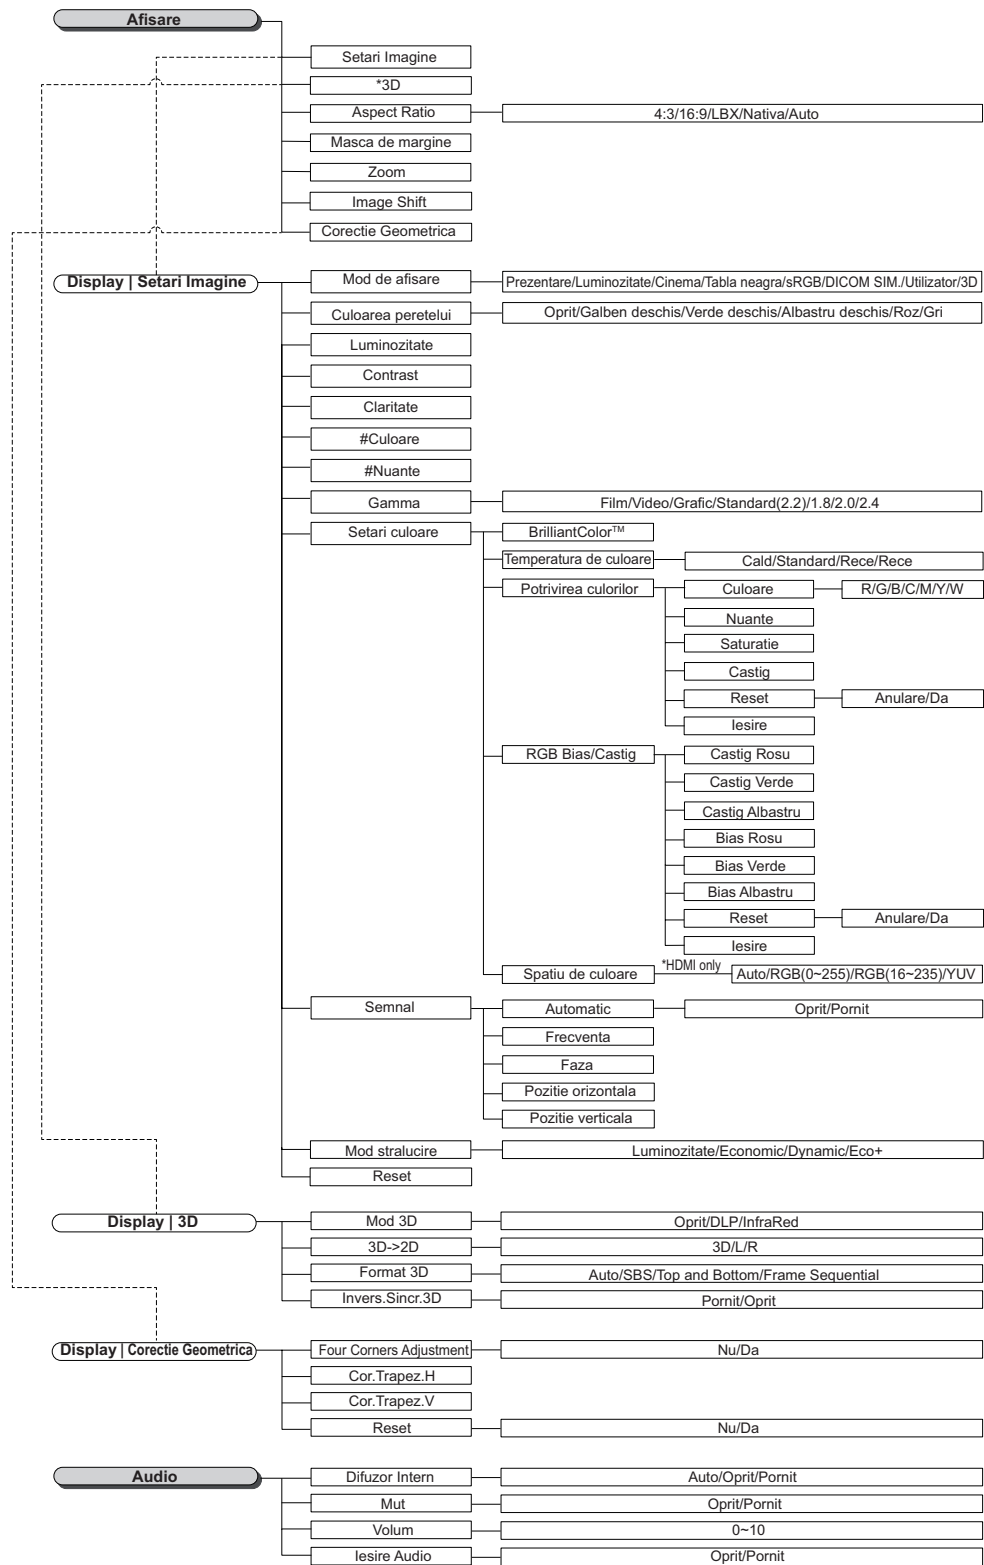 Afisare
Setari Imagine
*3D
Aspect Ratio
4:3/16:9/LBX/Nativa/Auto
Masca de margine
Zoom
Image Shift
Corectie Geometrica
Display | Setari Imagine
Mod de afisare
Prezentare/Luminozitate/Cinema/Tabla neagra/sRGB/DICOM SIM./Utilizator/3D
Culoarea peretelui
Oprit/Galben deschis/Verde deschis/Albastru deschis/Roz/Gri
Luminozitate
Contrast
Claritate
#Culoare
#Nuante
Gamma
Film/Video/Grafic/Standard(2.2)/1.8/2.0/2.4
Setari culoare
BrilliantColor™
Temperatura de culoare
Cald/Standard/Rece/Rece
Potrivirea culorilor
Culoare
R/G/B/C/M/Y/W
Nuante
Saturatie
Castig
Reset
Anulare/Da
Iesire
RGB Bias/Castig
Castig Rosu
Castig Verde
Castig Albastru
Bias Rosu
Bias Verde
Bias Albastru
Reset
Anulare/Da
Iesire
Spatiu de culoare
*HDMI only
Auto/RGB(0~255)/RGB(16~235)/YUV
Semnal
Automatic
Oprit/Pornit
Frecventa
Faza
Pozitie orizontala
Pozitie verticala
Mod stralucire
Luminozitate/Economic/Dynamic/Eco+
Reset
Display | 3D
Mod 3D
Oprit/DLP/InfraRed
3D->2D
3D/L/R
Format 3D
Auto/SBS/Top and Bottom/Frame Sequential
Invers.Sincr.3D
Pornit/Oprit
Display | Corectie Geometrica
Four Corners Adjustment
Nu/Da
Cor.Trapez.H
Cor.Trapez.V
Reset
Nu/Da
Audio
Difuzor Intern
Auto/Oprit/Pornit
Mut
Oprit/Pornit
Volum
0~10
Iesire Audio
Oprit/Pornit